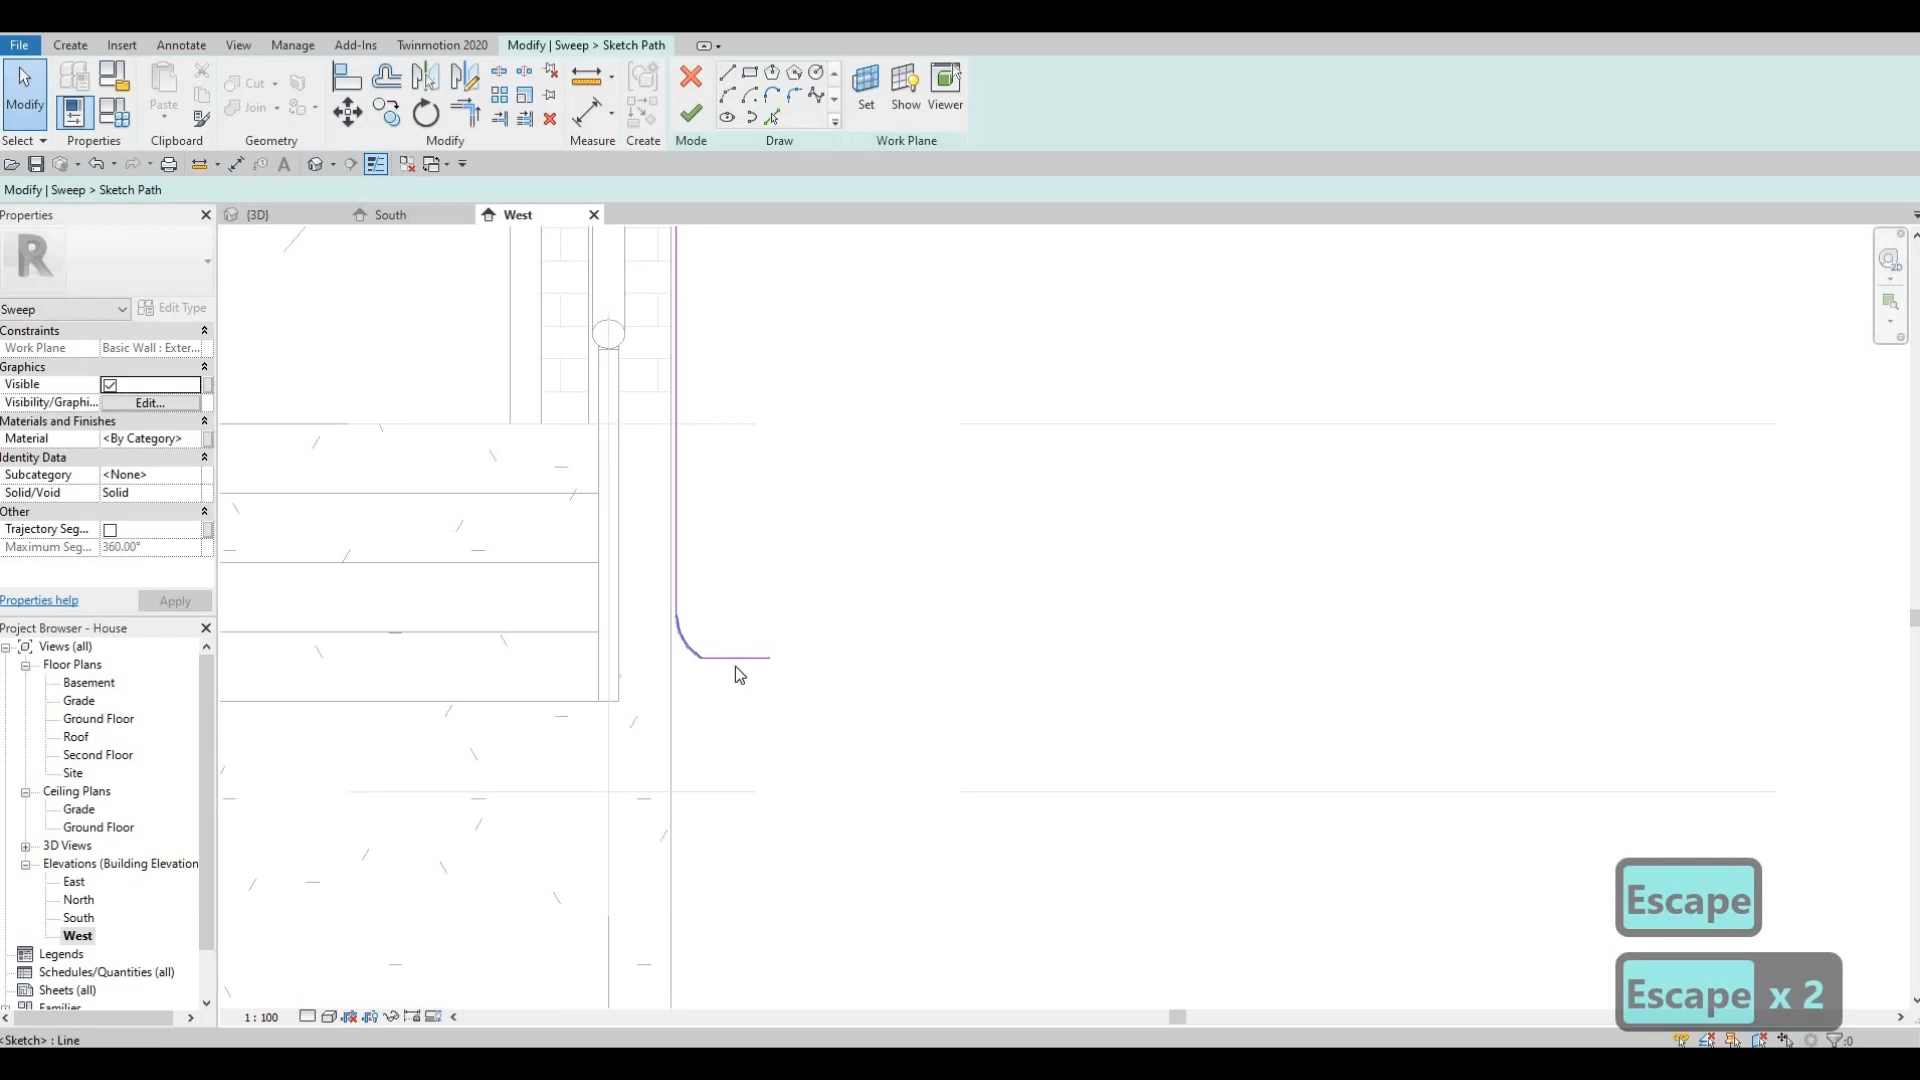 File Create Insert Annotate View Manage Add-Ins Twinmotion 2020 Modify | Sweep > Sketch Path
Modify Paste Cut Join Set Show Viewer
Select Properties Clipboard Geometry Modify Measure Create Mode Draw Work Plane
Modify | Sweep > Sketch Path
Properties
{3D} South West
R
Sweep Edit Type
Constraints
Work Plane Basic Wall : Exter...
Graphics
Visible
Visibility/Graphi... Edit...
Materials and Finishes
Material <By Category>
Identity Data
Subcategory <None>
Solid/Void Solid
Other
Trajectory Seg...
Maximum Seg... 360.00°
Properties help Apply
Project Browser - House
Views (all)
Floor Plans
Basement
Grade
Ground Floor
Roof
Second Floor
Site
Ceiling Plans
Grade
Ground Floor
3D Views
Elevations (Building Elevation
East
North
South
West
Legends
Schedules/Quantities (all)
Sheets (all)
Families
1 : 100
<Sketch> : Line
2D
Escape
Escape x 2
:0